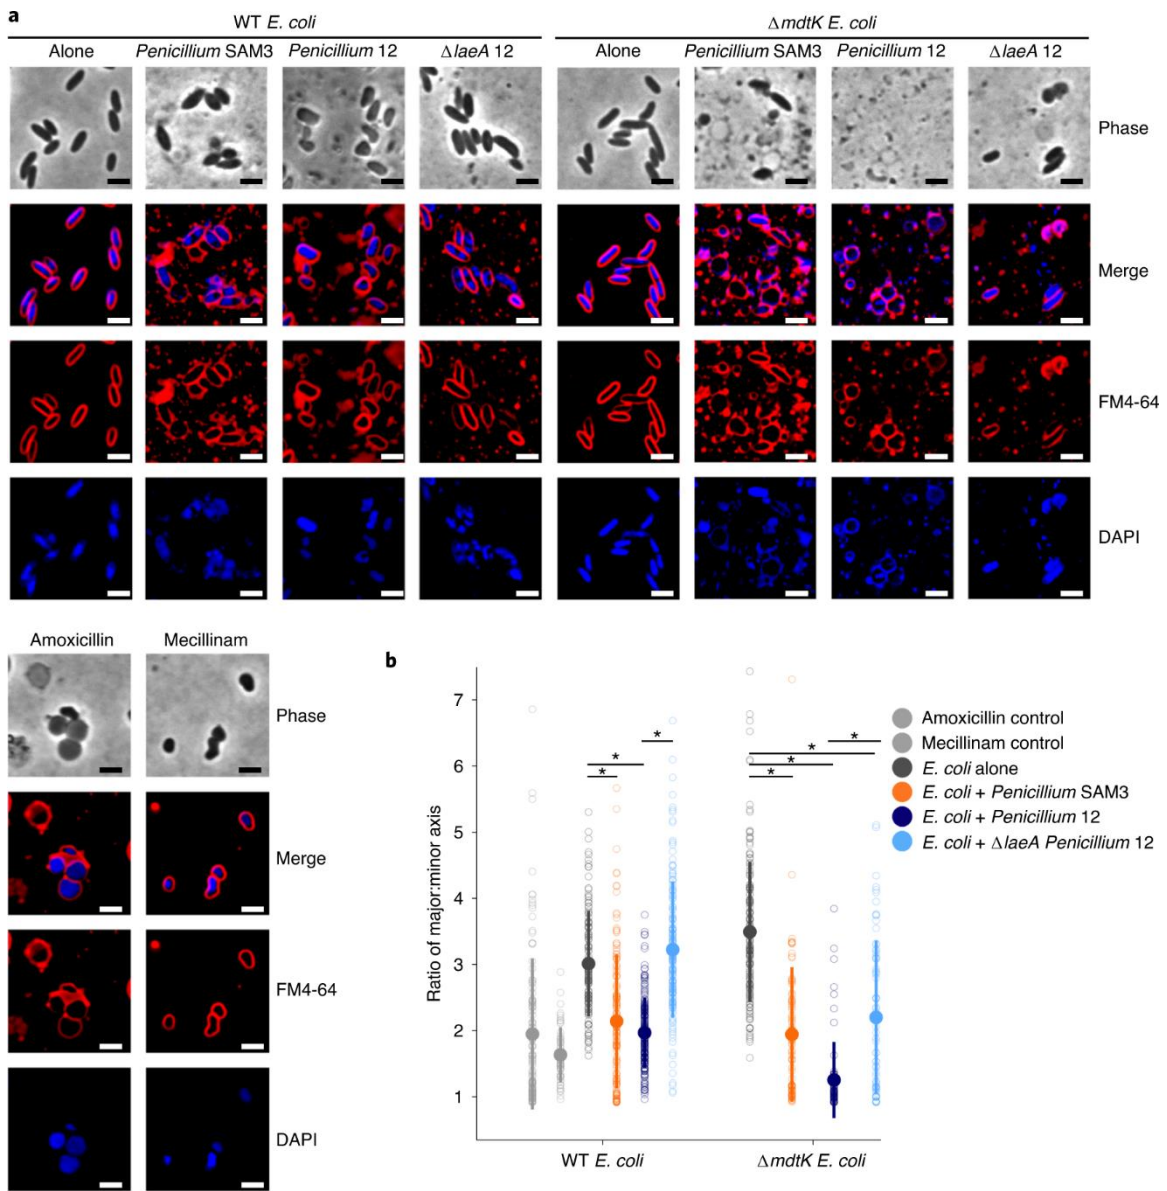 a
WT E. coli
ΔmdtK E. coli
Alone Penicillium SAM3 Penicillium 12 ΔlaeA 12 Alone Penicillium SAM3 Penicillium 12 ΔlaeA 12
Phase
Merge
FM4-64
DAPI
Amoxicillin Mecillinam
Phase
Merge
FM4-64
DAPI
b
Ratio of major:minor axis
7
6
5
4
3
2
1
* * * * * * *
WT E. coli
ΔmdtK E. coli
Amoxicillin control
Mecillinam control
E. coli alone
E. coli + Penicillium SAM3
E. coli + Penicillium 12
E. coli + ΔlaeA Penicillium 12